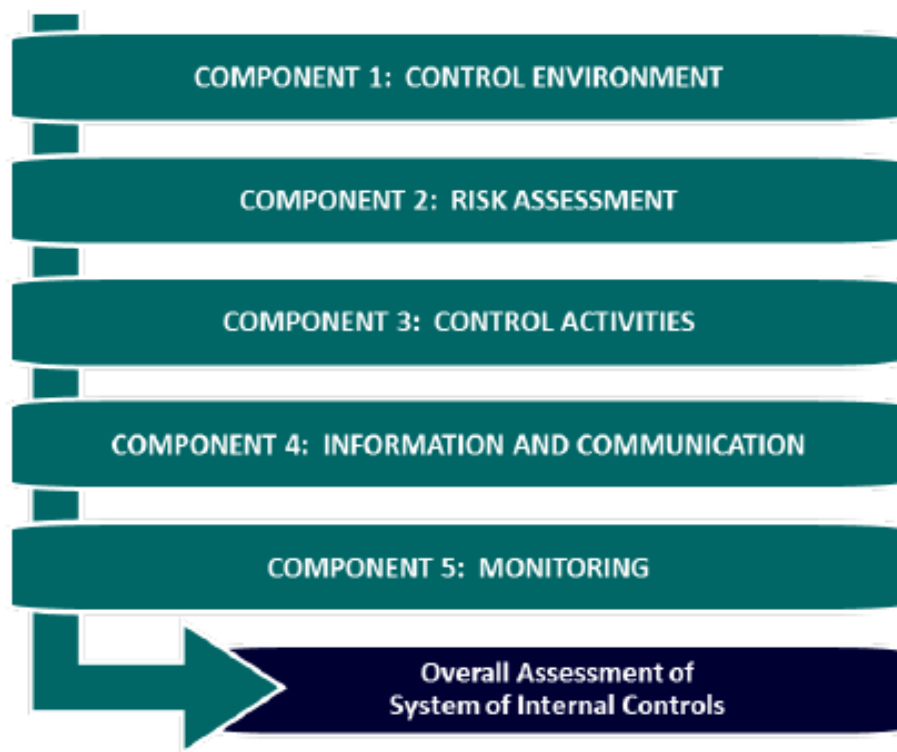 COMPONENT 1: CONTROL ENVIRONMENT
COMPONENT 2: RISK ASSESSMENT
COMPONENT 3: CONTROL ACTIVITIES
COMPONENT 4: INFORMATION AND COMMUNICATION
COMPONENT 5: MONITORING
Overall Assessment of
System of Internal Controls